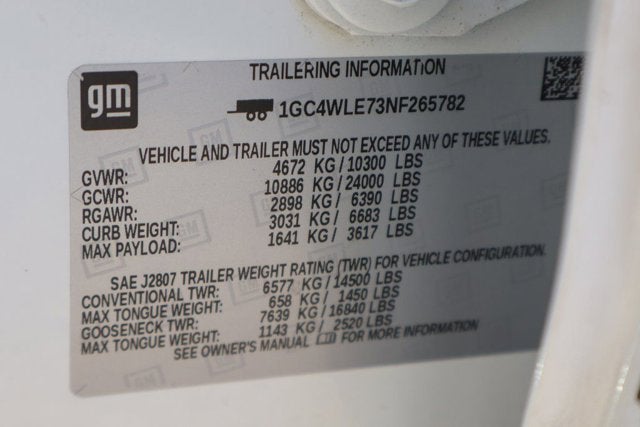 gm
TRAILERING INFORMATION
1GC4WLE73NF265782
VEHICLE AND TRAILER MUST NOT EXCEED ANY OF THESE VALUES.
GVWR: 4672 KG/10300 LBS
GCWR: 10886 KG/24000 LBS
RGAWR: 2898 KG/ 6390 LBS
CURB WEIGHT: 3031 KG/ 6683 LBS
MAX PAYLOAD: 1641 KG/ 3617 LBS
SAE J2807 TRAILER WEIGHT RATING (TWR) FOR VEHICLE CONFIGURATION.
CONVENTIONAL TWR: 6577 KG/14500 LBS
MAX TONGUE WEIGHT: 658 KG/ 1450 LBS
GOOSENECK TWR: 7639 KG/16840 LBS
MAX TONGUE WEIGHT: 1143 KG/ 2520 LBS
SEE OWNER'S MANUAL FOR MORE INFORMATION